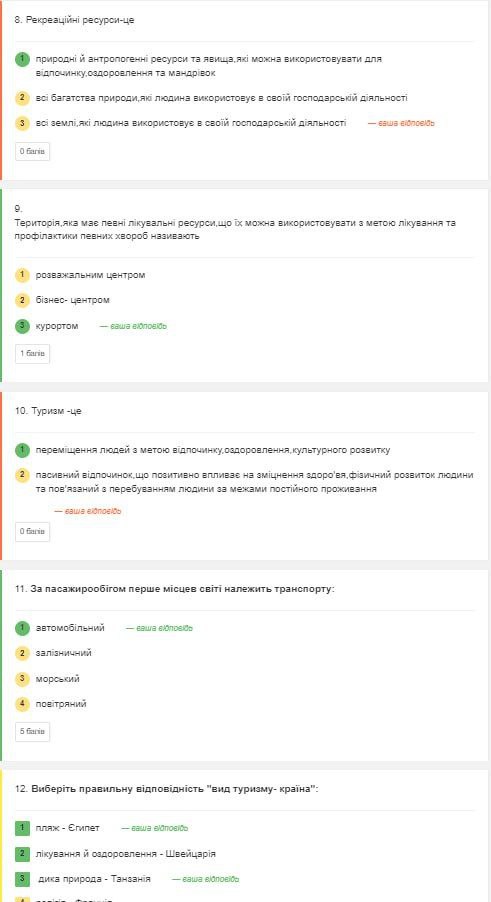 8. Рекреаційні ресурси-це
1 природні й антропогенні ресурси та явища,які можна використовувати для
відпочинку,оздоровлення та мандрівок
2 всі багатства природи,які людина використовує в своїй господарській діяльності
3 всі землі,які людина використовує в своїй господарській діяльності — ваша відповідь
0 балів
9.
Територія,яка має певні лікувальні ресурси,що їх можна використовувати з метою лікування та
профілактики певних хвороб називають
1 розважальним центром
2 бізнес- центром
3 курортом — ваша відповідь
1 балів
10. Туризм -це
1 переміщення людей з метою відпочинку,оздоровлення,культурного розвитку
2 пасивний відпочинок,що позитивно впливає на зміцнення здоро'вя,фізичний розвиток людини
та пов'язаний з перебуванням людини за межами постійного проживання
— ваша відповідь
0 балів
11. За пасажирообігом перше місцев світі належить транспорту:
1 автомобільний — ваша відповідь
2 залізничний
3 морський
4 повітряний
5 балів
12. Виберіть правильну відповідність "вид туризму- країна":
1 пляж - Єгипет — ваша відповідь
2 лікування й оздоровлення - Швейцарія
3 дика природа - Танзанія — ваша відповідь